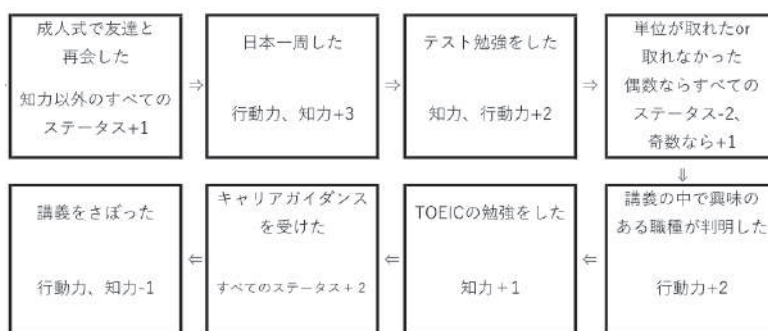 成人式で友達と
再会した
知力以外のすべての
ステータス+1
⇒
日本一周した
行動力、知力+3
⇒
テスト勉強をした
知力、行動力+2
⇒
単位が取れたor
取れなかった
偶数ならすべての
ステータス-2、
奇数なら+1
⇓
講義の中で興味の
ある職種が判明した
行動力+2
⇐
TOEICの勉強をした
知力+1
⇐
キャリアガイダンス
を受けた
すべてのステータス+2
⇐
講義をさぼった
行動力、知力-1